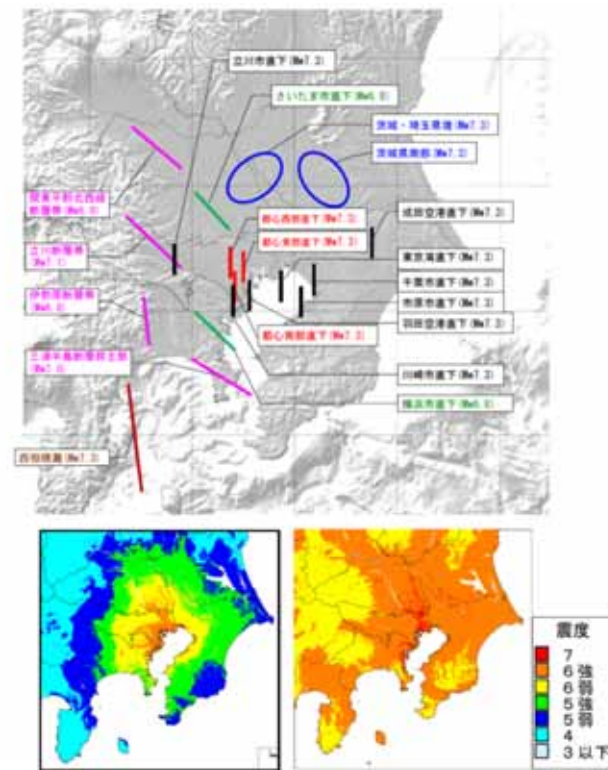 立川市直下(Mw7.3)
さいたま市直下(Mw6.8)
茨城・埼玉県境(Mw7.3)
茨城県南部(Mw7.3)
関東平野北西縁
断層帯(Mw6.9)
都心西部直下(Mw7.3)
成田空港直下(Mw7.3)
都心東部直下(Mw7.3)
立川断層帯
(Mw7.1)
東京湾直下(Mw7.3)
千葉市直下(Mw7.3)
伊勢原断層帯
(Mw6.8)
市原市直下(Mw7.3)
都心南部直下(Mw7.3)
羽田空港直下(Mw7.3)
三浦半島断層群主部
(Mw7.0)
川崎市直下(Mw7.3)
横浜市直下(Mw6.8)
西相模灘(Mw7.3)
震度
7
6強
6弱
5強
5弱
4
3以下